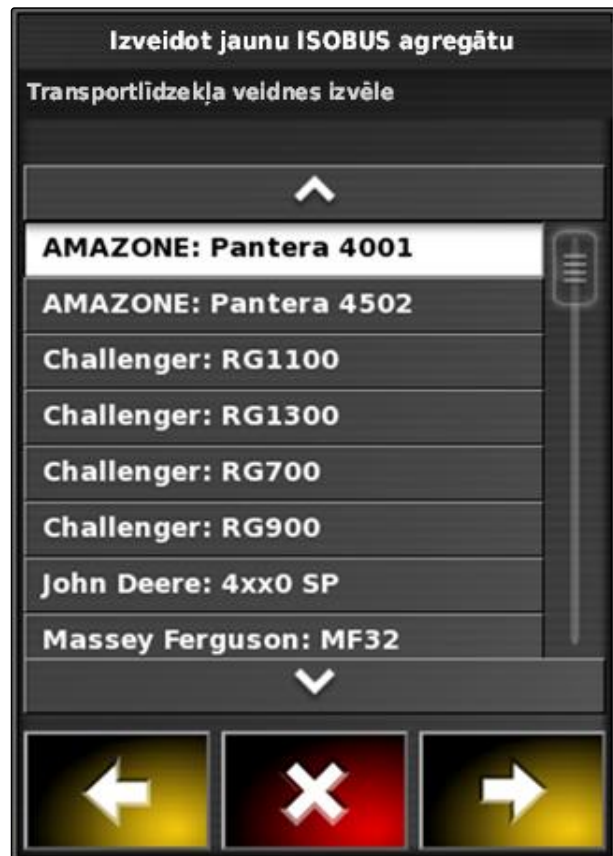 Izveidot jaunu ISOBUS agregātu
Transportlīdzekļa veidnes izvēle
AMAZONE: Pantera 4001
AMAZONE: Pantera 4502
Challenger: RG1100
Challenger: RG1300
Challenger: RG700
Challenger: RG900
John Deere: 4xx0 SP
Massey Ferguson: MF32